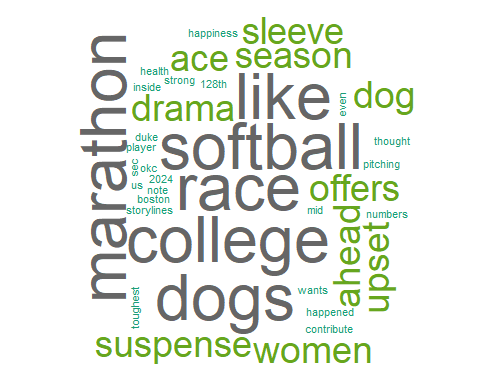 happiness
sleeve
ace
season
health
strong
128th
inside
marathon
like
dog
drama
even
duke
player
softball
thought
sec
okc
pitching
us
2024
race
offers
note
boston
storylines
mid
numbers
college
ahead
upset
dogs
wants
toughest
happened
contribute
suspense
women